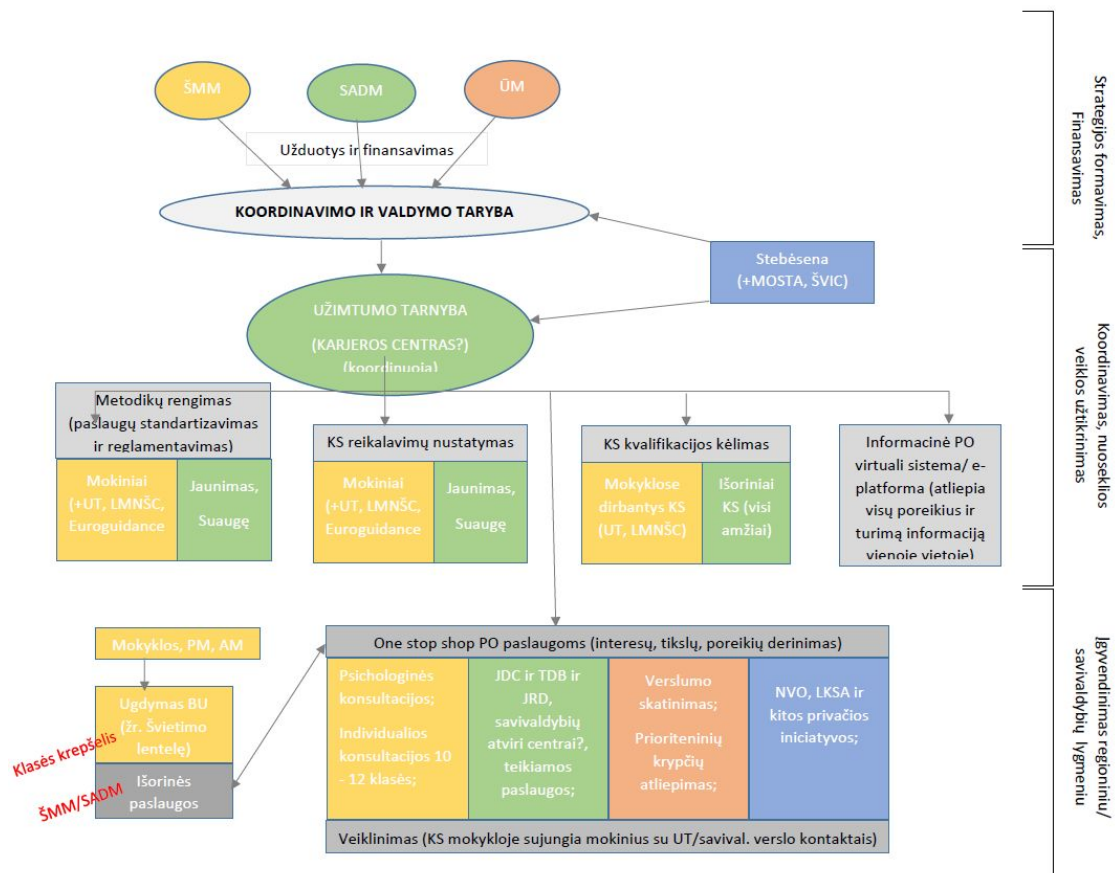 ŠMM
SADM
ŪM
Užduotys ir finansavimas
KOORDINAVIMO IR VALDYMO TARYBA
Strategijos formavimas,
Finansavimas
Stebėsena
(+MOSTA, ŠVIC)
UŽIMTUMO TARNYBA
(KARJEROS CENTRAS?)
(koordinuoja)
Koordinavimas, nuoseklios
veiklos užtikrinimas
Metodikų rengimas
(paslaugų standartizavimas
ir reglamentavimas)
Mokiniai
(+UT, LMNŠC,
Euroguidance
Jaunimas,
Suaugę
KS reikalavimų nustatymas
Mokiniai
(+UT, LMNŠC,
Euroguidance
Jaunimas,
Suaugę
KS kvalifikacijos kėlimas
Mokyklose
dirbantys KS
(UT, LMNŠC)
Išoriniai
KS (visi
amžiai)
Informacinė PO
virtuali sistema/ e-
platforma (atliepia
visų poreikius ir
turimą informaciją
vienoje vietoje)
Mokyklos, PM, AM
Ugdymas BU
(žr. Švietimo
lentelę)
Išorinės
paslaugos
Klasės krepšelis
ŠMM/SADM
One stop shop PO paslaugoms (interesų, tikslų, poreikių derinimas)
Psichologinės
konsultacijos;
Individualios
konsultacijos 10
- 12 klasės;
JDC ir TDB ir
JRD,
savivaldybių
atviri centrai?,
teikiamos
paslaugos;
Verslumo
skatinimas;
Prioriteninių
krypčių
atliepimas;
NVO, LKSA ir
kitos privačios
iniciatyvos;
Veiklinimas (KS mokykloje sujungia mokinius su UT/savival. verslo kontaktais)
Įgyvendinimas regioniniu/
savivaldybių lygmeniu